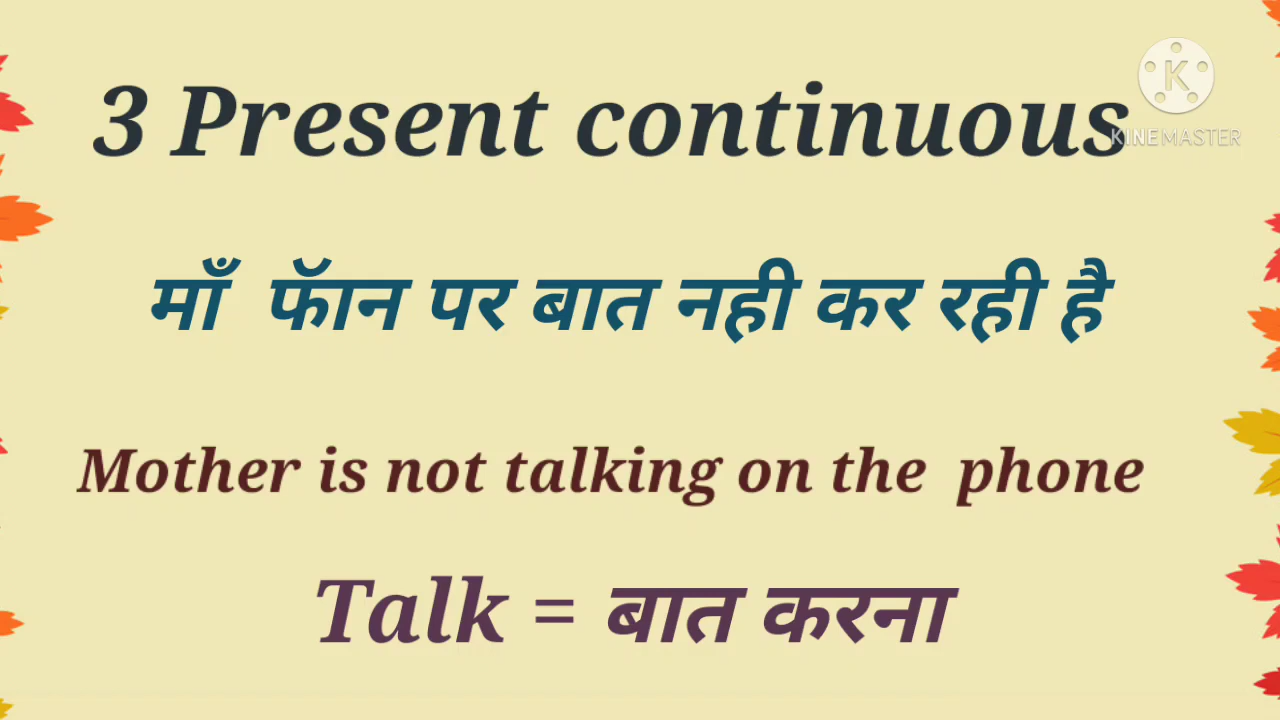 3 Present continuous
K
KINEMASTER
माँ फॅान पर बात नही कर रही है
Mother is not talking on the phone
Talk = बात करना